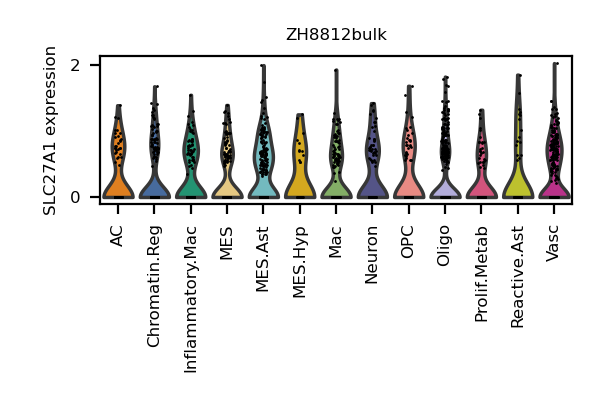 ZH8812bulk
SLC27A1 expression
2
0
AC
Chromatin.Reg
Inflammatory.Mac
MES
MES.Ast
MES.Hyp
Mac
Neuron
OPC
Oligo
Prolif.Metab
Reactive.Ast
Vasc